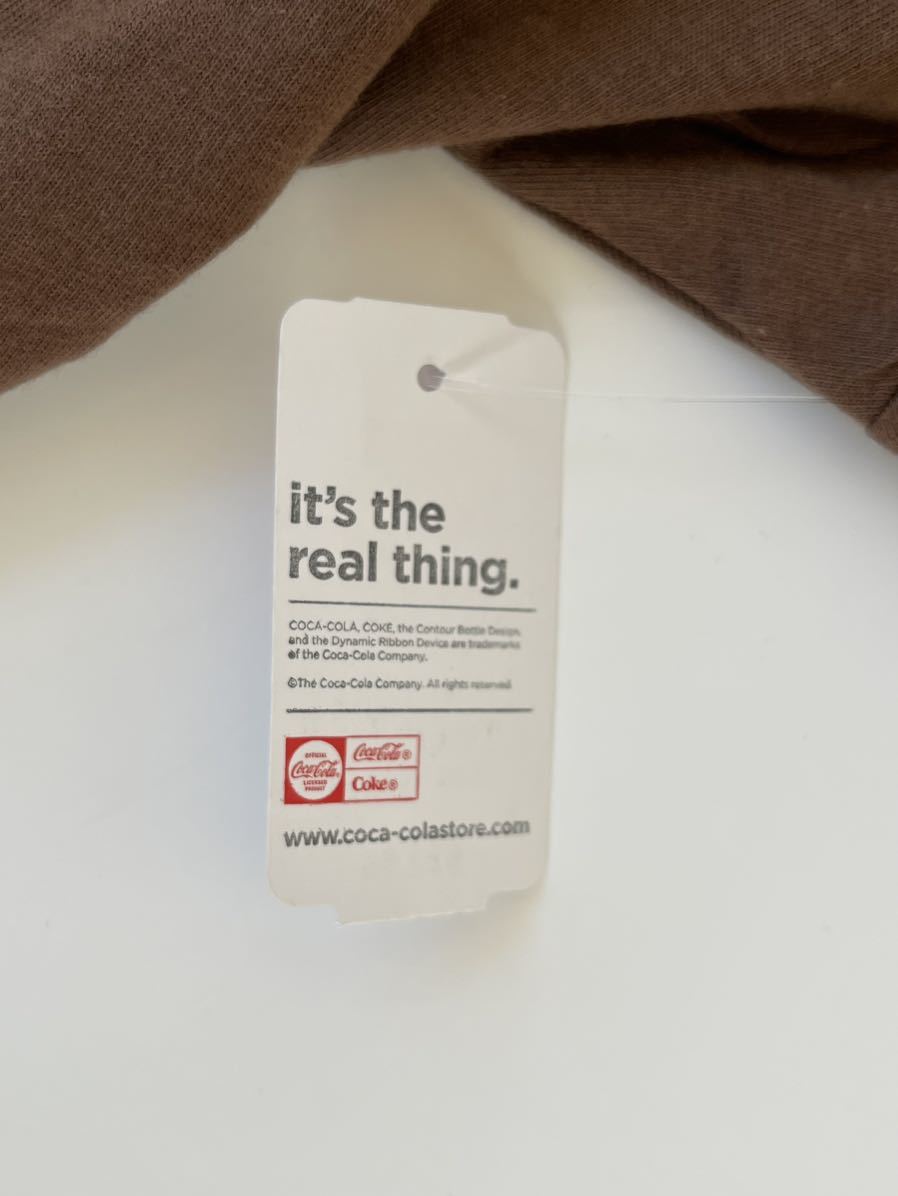 it's the
real thing.
COCA-COLA, COKE, the Contour Bottle Design,
and the Dynamic Ribbon Device are trademarks
of the Coca-Cola Company.
©The Coca-Cola Company. All rights reserved.
OFFICIAL
Coca-Cola
LICENSED
PRODUCT
Coca-Cola®
Coke®
www.coca-colastore.com